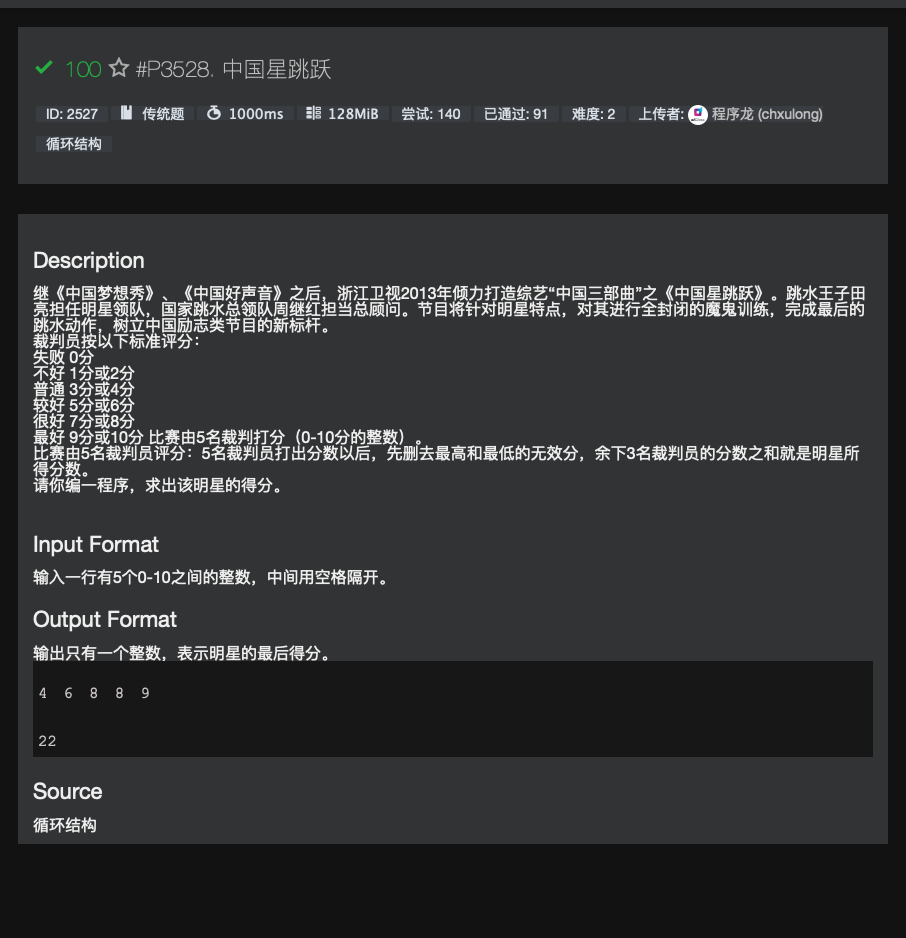 100 #P3528. 中国星跳跃
ID: 2527 传统题 1000ms 128MiB 尝试: 140 已通过: 91 难度: 2 上传者: 程序龙 (chxulong)
循环结构
Description
继《中国梦想秀》、《中国好声音》之后，浙江卫视2013年倾力打造综艺“中国三部曲”之《中国星跳跃》。跳水王子田
亮担任明星领队，国家跳水总领队周继红担当总顾问。节目将针对明星特点，对其进行全封闭的魔鬼训练，完成最后的
跳水动作，树立中国励志类节目的新标杆。
裁判员按以下标准评分：
失败 0分
不好 1分或2分
普通 3分或4分
较好 5分或6分
很好 7分或8分
最好 9分或10分 比赛由5名裁判打分（0-10分的整数）。
比赛由5名裁判员评分：5名裁判员打出分数以后，先删去最高和最低的无效分，余下3名裁判员的分数之和就是明星所
得分数。
请你编一程序，求出该明星的得分。
Input Format
输入一行有5个0-10之间的整数，中间用空格隔开。
Output Format
输出只有一个整数，表示明星的最后得分。
4 6 8 8 9
22
Source
循环结构